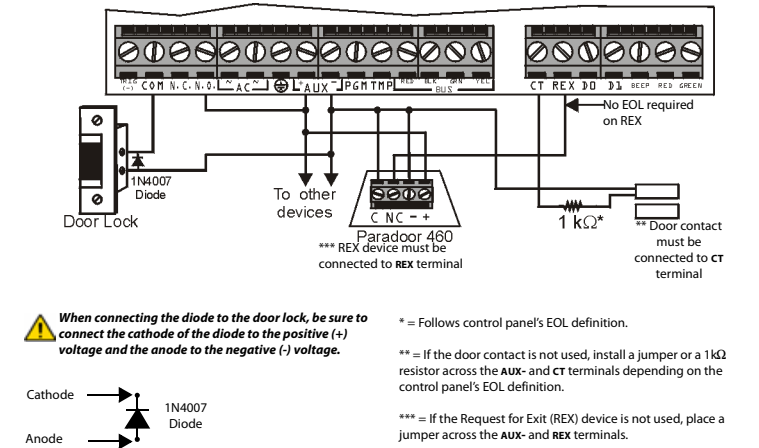 TRIG (-) COM N.C. N.O. ~ AC ~ + AUX - PGM TMP RED BLK GRN YEL
BUS
CT REX D0 D1 BEEP RED GREEN
No EOL required
on REX
1N4007
Diode
Door Lock
To other
devices
C NC - +
Paradoor 460
*** REX device must be
connected to REX terminal
1 kΩ*
** Door contact
must be
connected to CT
terminal
When connecting the diode to the door lock, be sure to
connect the cathode of the diode to the positive (+)
voltage and the anode to the negative (-) voltage.
Cathode
1N4007
Diode
Anode
* = Follows control panel's EOL definition.
** = If the door contact is not used, install a jumper or a 1kΩ
resistor across the AUX- and CT terminals depending on the
control panel's EOL definition.
*** = If the Request for Exit (REX) device is not used, place a
jumper across the AUX- and REX terminals.